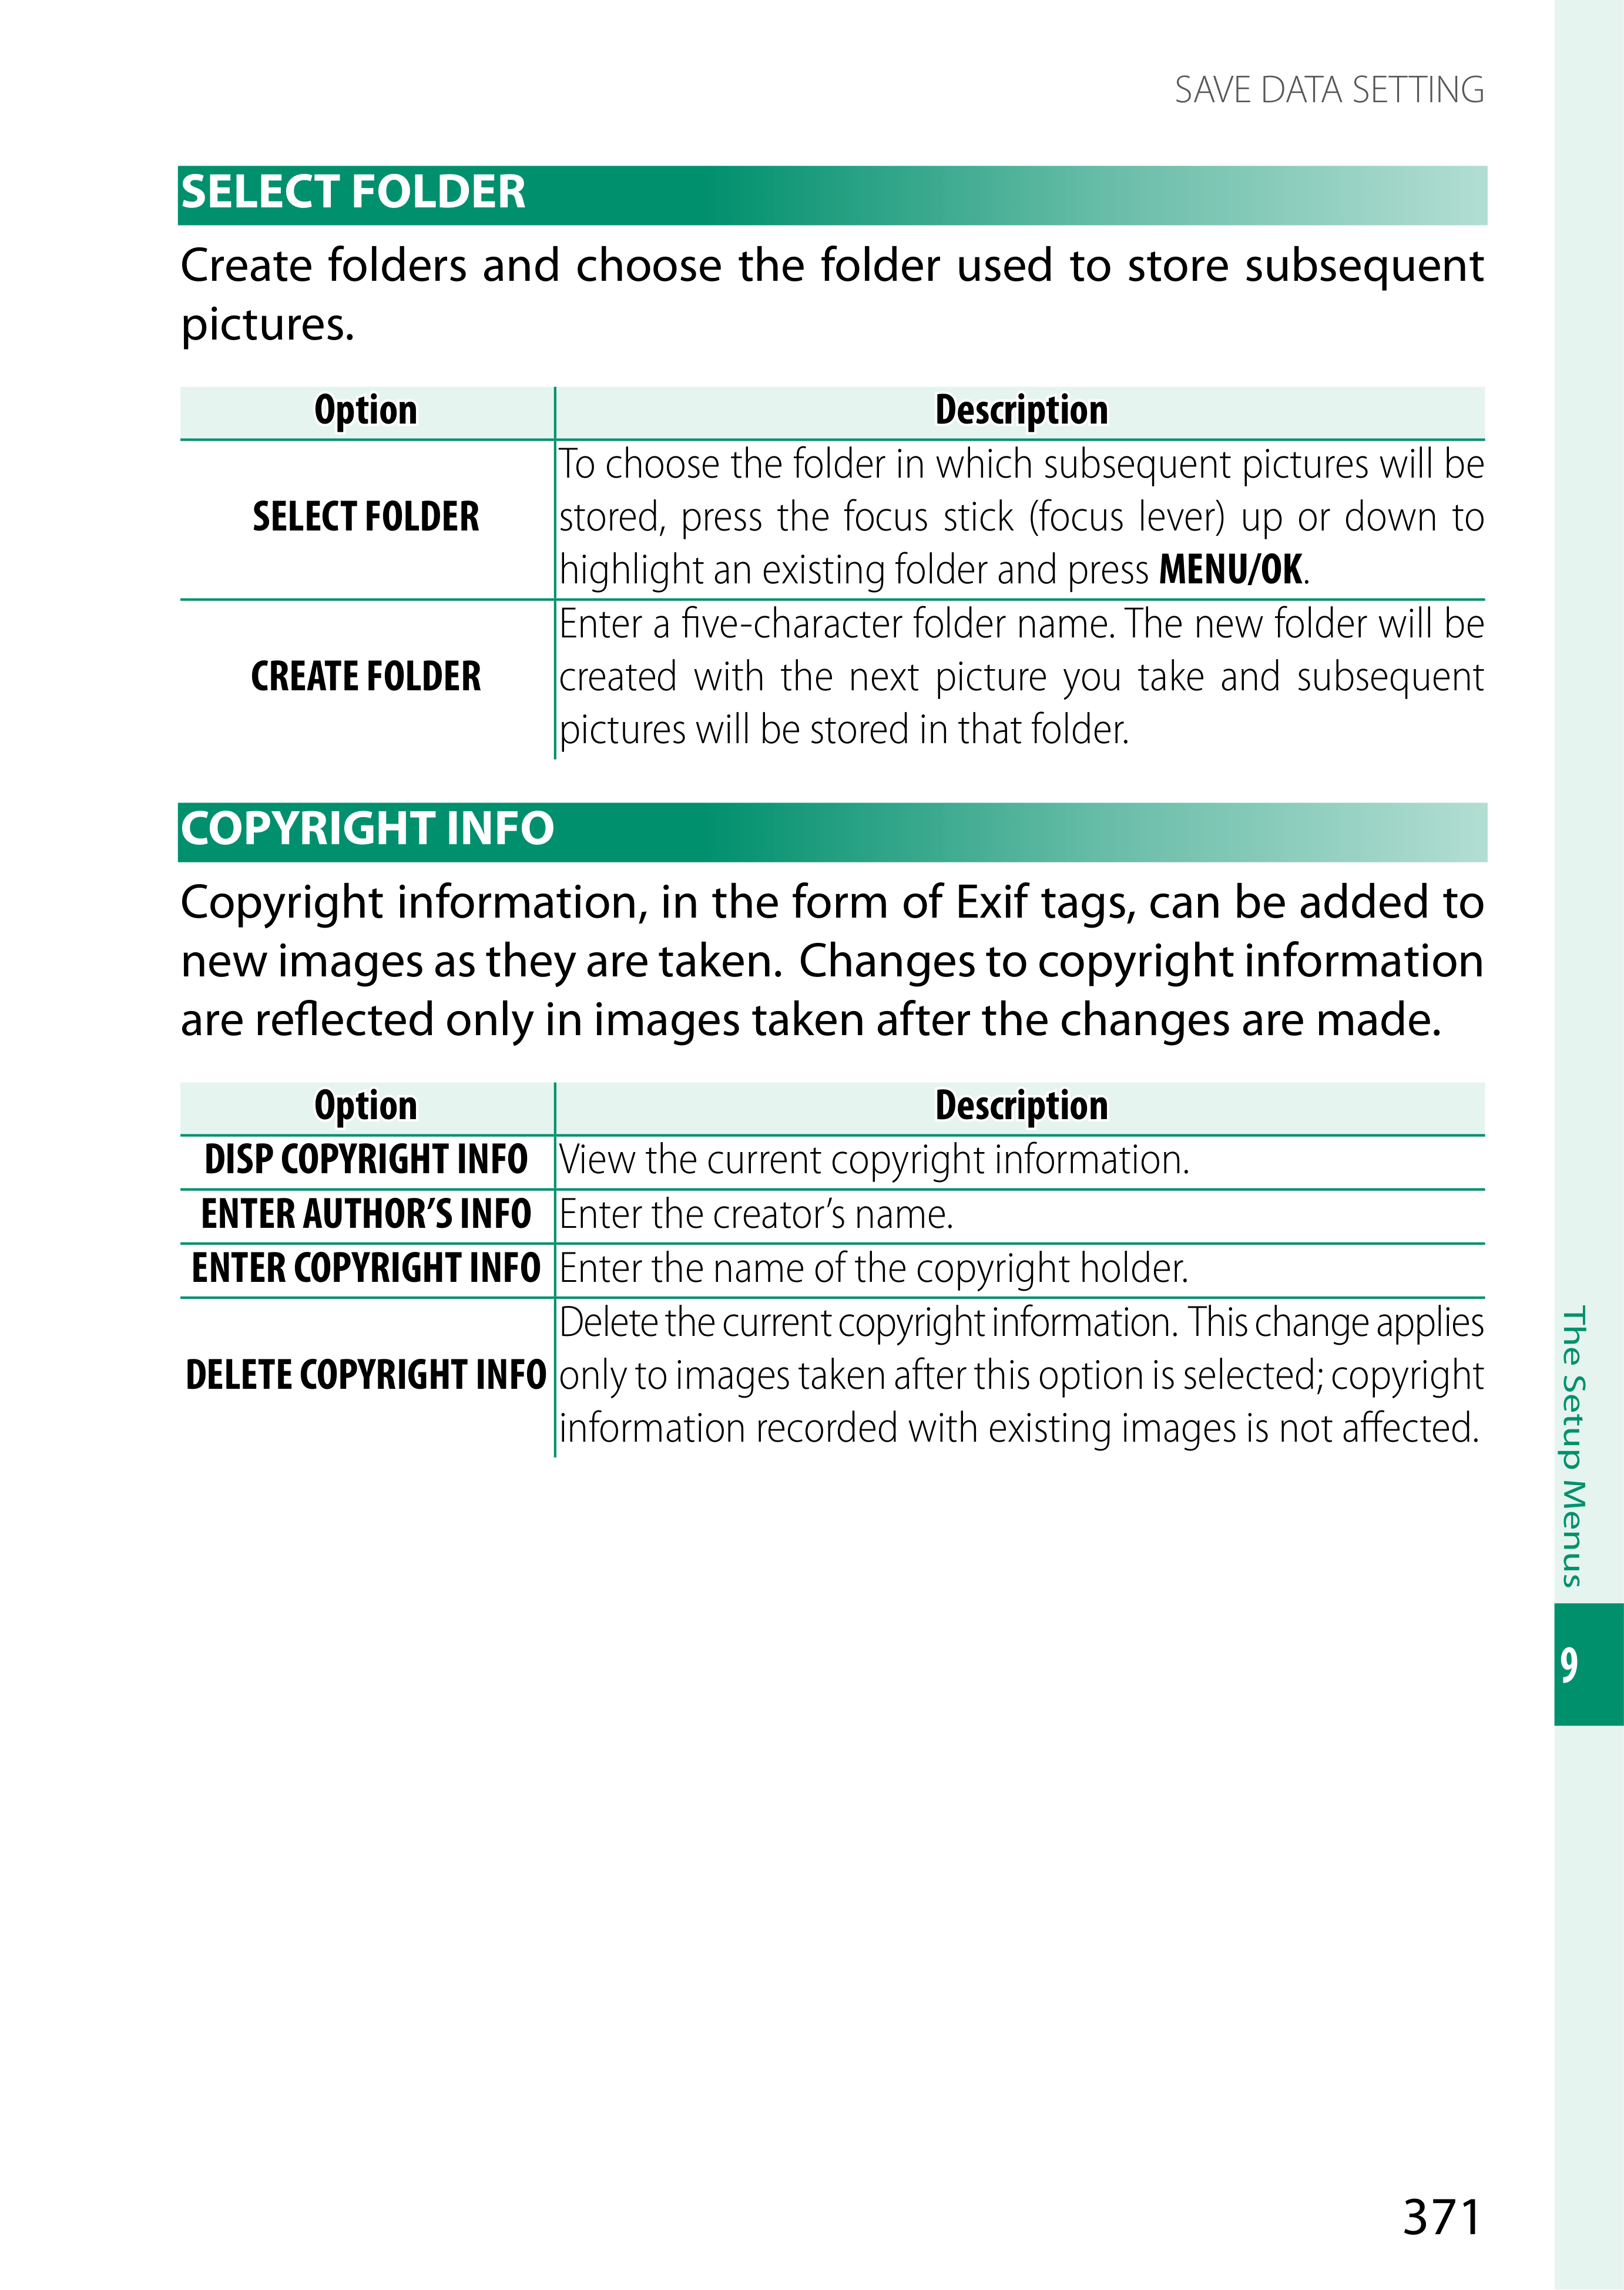 SAVE DATA SETTING
SELECT FOLDER
Create folders and choose the folder used to store subsequent
pictures.
Option Description
SELECT FOLDER
To choose the folder in which subsequent pictures will be
stored, press the focus stick (focus lever) up or down to
highlight an existing folder and press MENU/OK.
CREATE FOLDER
Enter a five-character folder name. The new folder will be
created with the next picture you take and subsequent
pictures will be stored in that folder.
COPYRIGHT INFO
Copyright information, in the form of Exif tags, can be added to
new images as they are taken. Changes to copyright information
are reflected only in images taken after the changes are made.
Option Description
DISP COPYRIGHT INFO View the current copyright information.
ENTER AUTHOR’S INFO Enter the creator’s name.
ENTER COPYRIGHT INFO Enter the name of the copyright holder.
DELETE COPYRIGHT INFO
Delete the current copyright information. This change applies
only to images taken after this option is selected; copyright
information recorded with existing images is not affected.
The Setup Menus
9
371